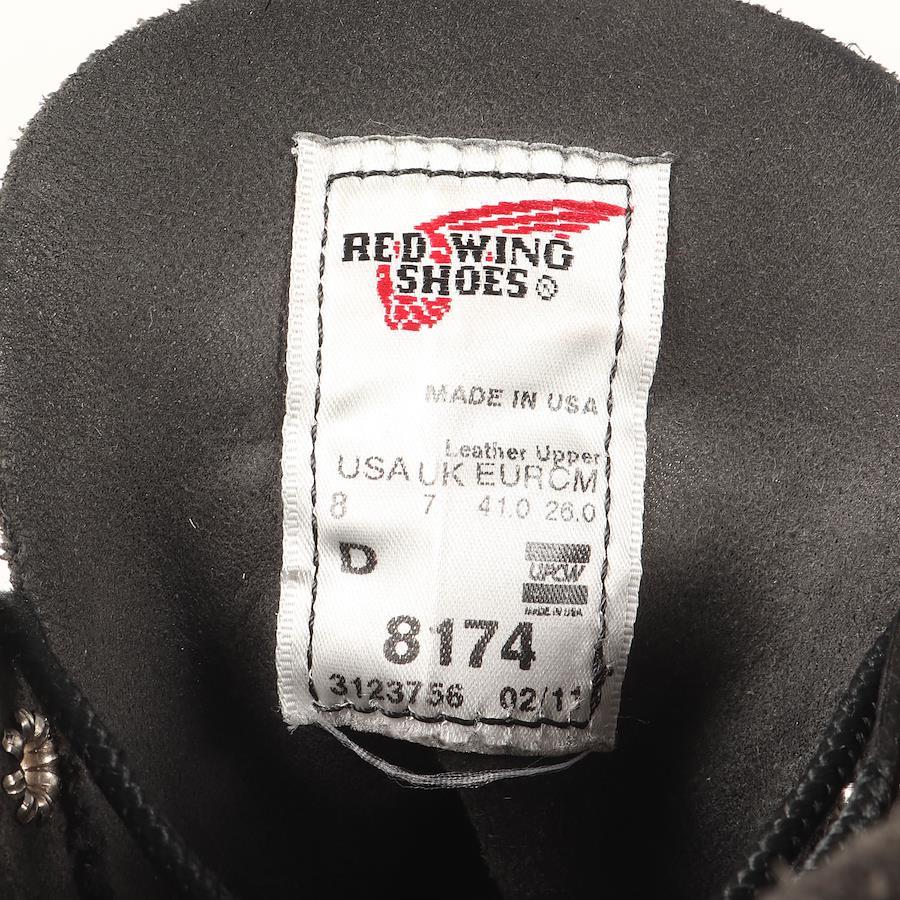 RED WING
SHOES®
MADE IN USA
Leather Upper
USA UK EUR CM
8 7 41.0 26.0
D
UFCW
MADE IN USA
8174
3123756 02/11